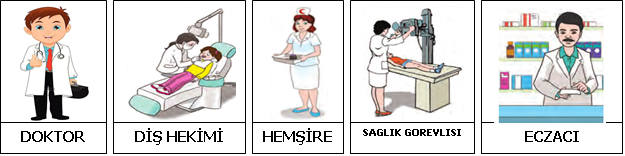 DOKTOR
DİŞ HEKİMİ
HEMŞİRE
SAGLIK GOREVLISI
ECZACI